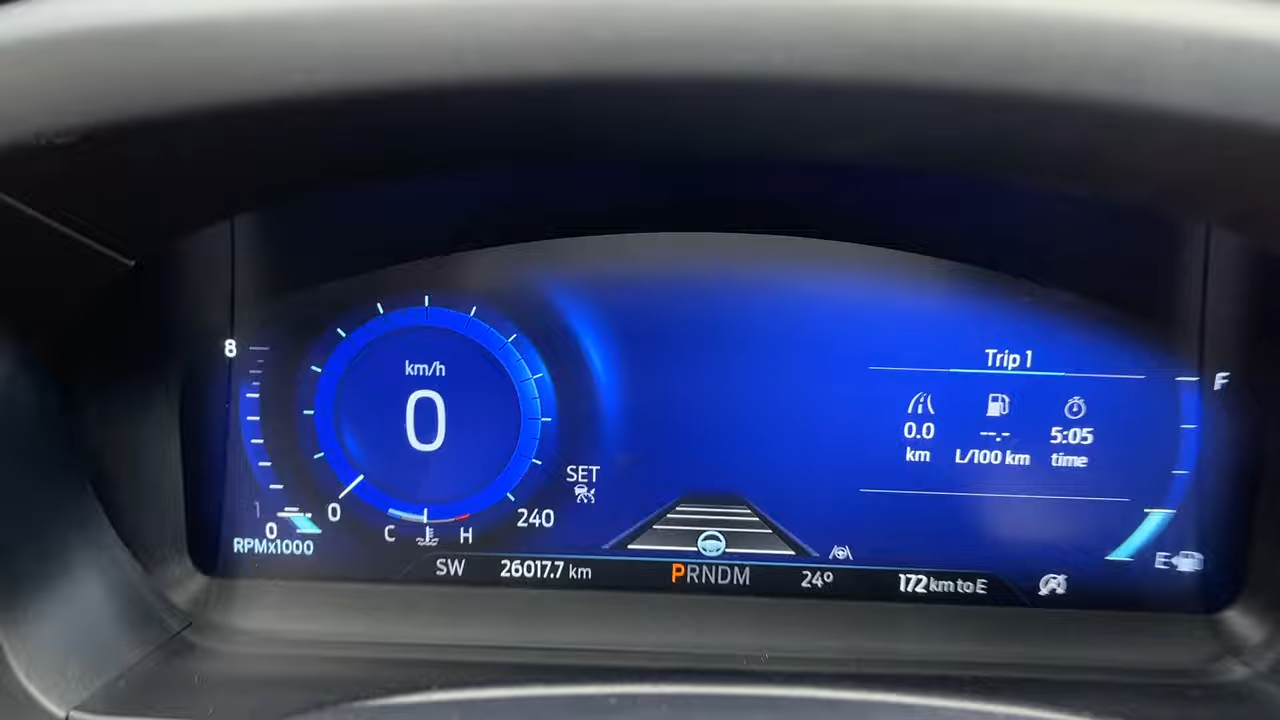 Trip 1
8
F
km/h
0
0.0
--.-
5:05
km
L/100 km
time
SET
1
0
0
240
C
H
RPMx1000
E
SW
26017.7 km
PRNDM
24º
172 km to E